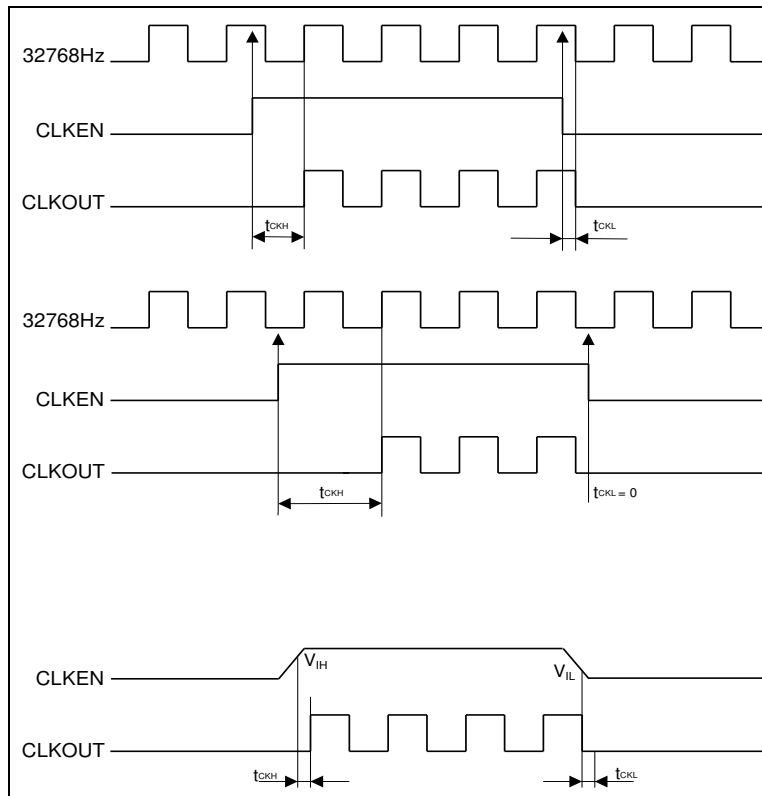 32768Hz
CLKEN
CLKOUT
tCKH
tCKL
32768Hz
CLKEN
CLKOUT
tCKH
tCKL = 0
CLKEN
VIH
VIL
CLKOUT
tCKH
tCKL